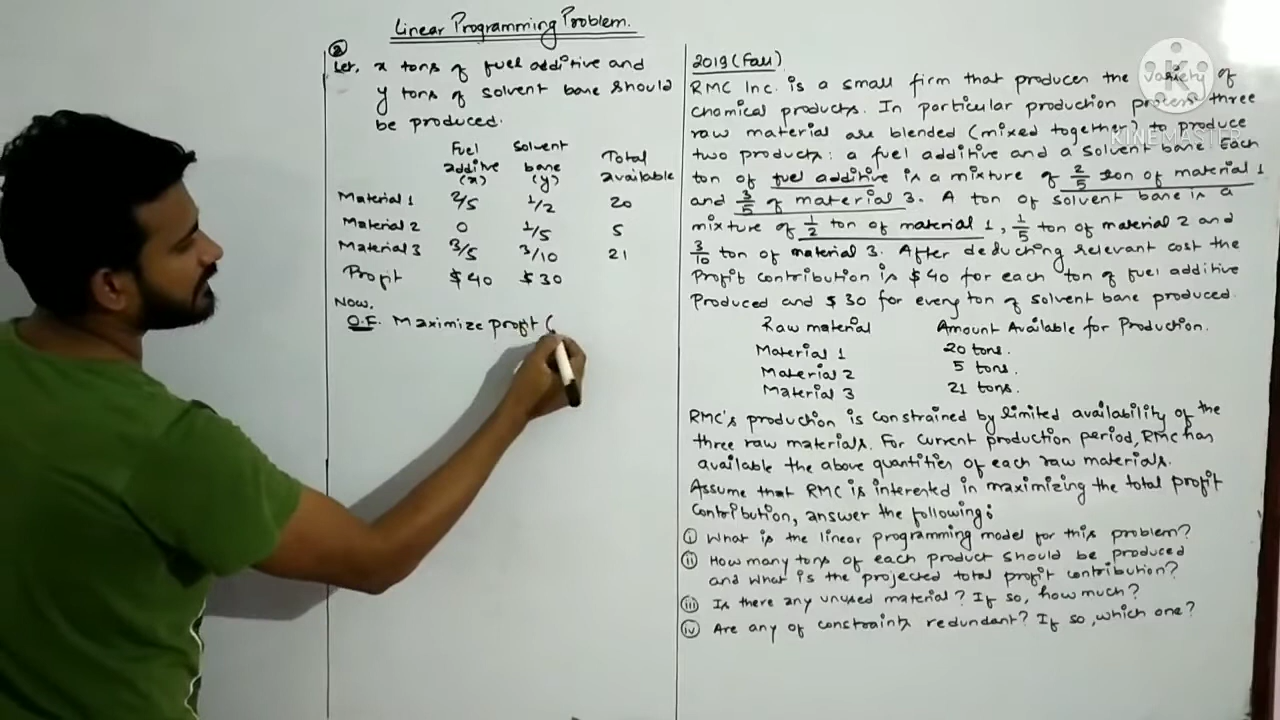 Linear Programming Problem.
②
Let, x tons of fuel additive and
y tons of solvent base should
be produced.
Fuel additive (x) Solvent base (y) Total available
Material 1 2/5 1/2 20
Material 2 0 1/5 5
Material 3 3/5 3/10 21
Profit $40 $30
Now,
O.F. Maximize profit (
2019 (Fall)
RMC Inc. is a small firm that produces the variety of
chemical products. In particular production process three
raw material are blended (mixed together) to produce
two products: a fuel additive and a solvent base. Each
ton of fuel additive is a mixture of 2/5 ton of material 1
and 3/5 of material 3. A ton of solvent base is a
mixture of 1/2 ton of material 1, 1/5 ton of material 2 and
3/10 ton of material 3. After deducting relevant cost the
Profit contribution is $40 for each ton of fuel additive
Produced and $30 for every ton of solvent base produced.
Raw material Amount Available for Production.
Material 1 20 tons.
Material 2 5 tons.
Material 3 21 tons.
RMC's production is constrained by limited availability of the
three raw materials. For current production period, RMC has
available the above quantities of each raw materials.
Assume that RMC is interested in maximizing the total profit
contribution, answer the following:
(i) What is the linear programming model for this problem?
(ii) How many tons of each product should be produced
and what is the projected total profit contribution?
(iii) Is there any unused material? If so, how much?
(iv) Are any of constraints redundant? If so, which one?
K
KINEMASTER